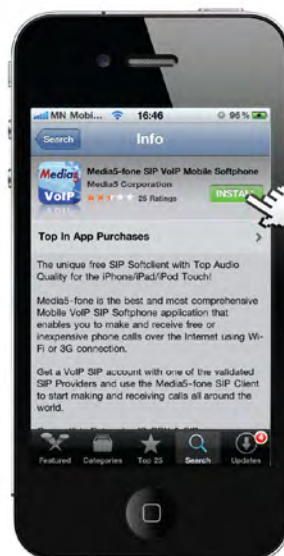 MN Mobi... 16:46 96%
Search Info
Media5-fone SIP VoIP Mobile Softphone
Media5 Corporation
25 Ratings
INSTALL
Media5
VoIP
Top In App Purchases
The unique free SIP Softclient with Top Audio
Quality for the iPhone/iPad/iPod Touch!
Media5-fone is the best and most comprehensive
Mobile VoIP SIP Softphone application that
enables you to make and receive free or
inexpensive phone calls over the Internet using Wi-
Fi or 3G connection.
Get a VoIP SIP account with one of the validated
SIP Providers and use the Media5-fone SIP Client
to start making and receiving calls all around the
world.
Featured Categories Top 25 Search Updates
4